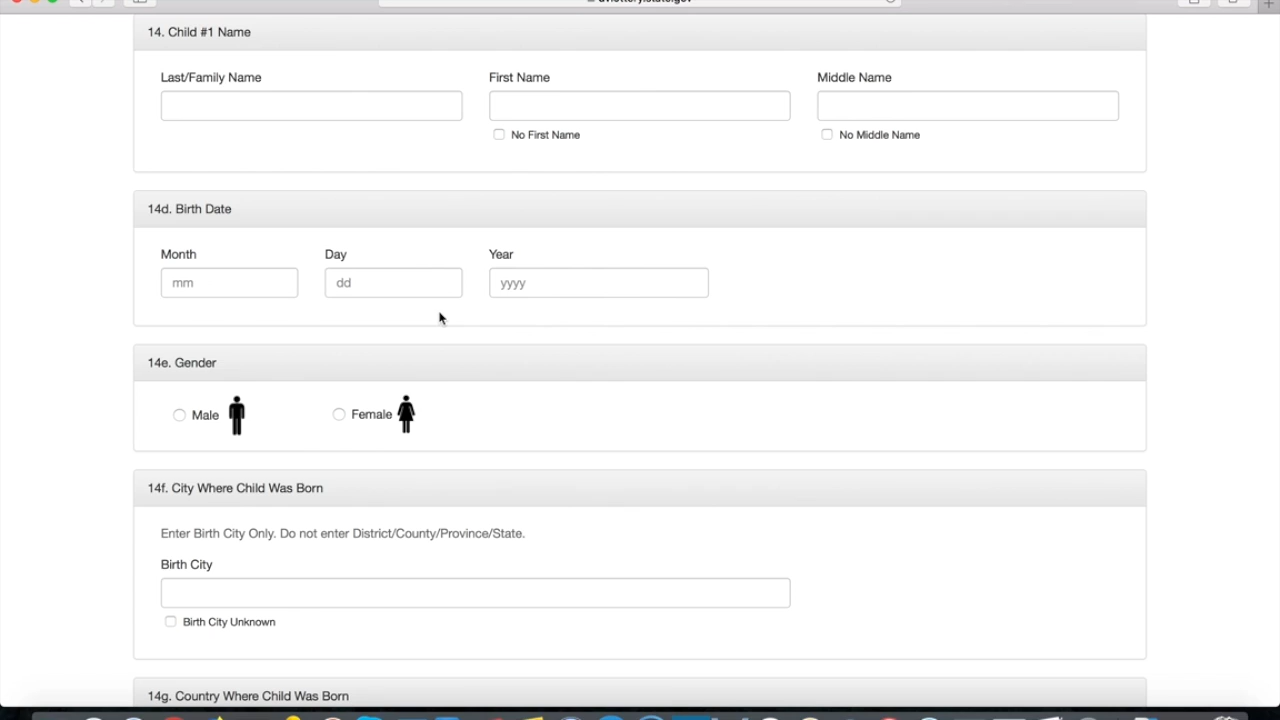 14. Child #1 Name
Last/Family Name First Name Middle Name
No First Name No Middle Name
14d. Birth Date
Month Day Year
mm dd yyyy
14e. Gender
Male Female
14f. City Where Child Was Born
Enter Birth City Only. Do not enter District/County/Province/State.
Birth City
Birth City Unknown
14g. Country Where Child Was Born